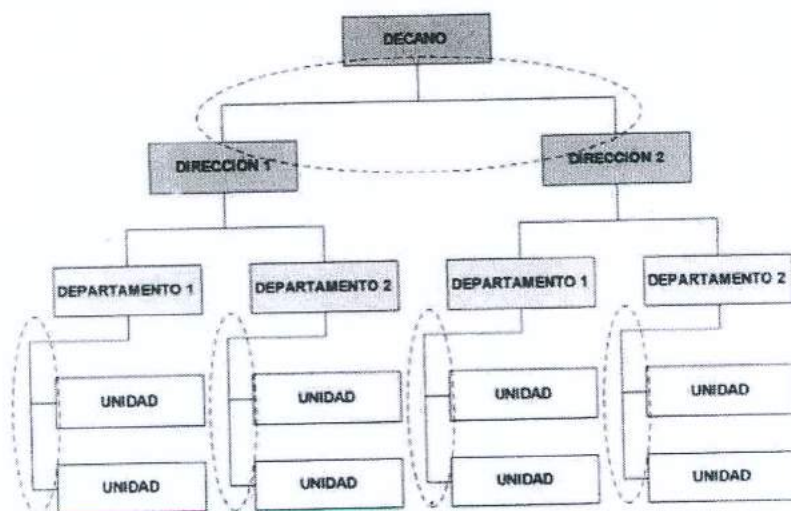 DECANO
DIRECCIÓN 1
DIRECCIÓN 2
DEPARTAMENTO 1
DEPARTAMENTO 2
DEPARTAMENTO 1
DEPARTAMENTO 2
UNIDAD
UNIDAD
UNIDAD
UNIDAD
UNIDAD
UNIDAD
UNIDAD
UNIDAD